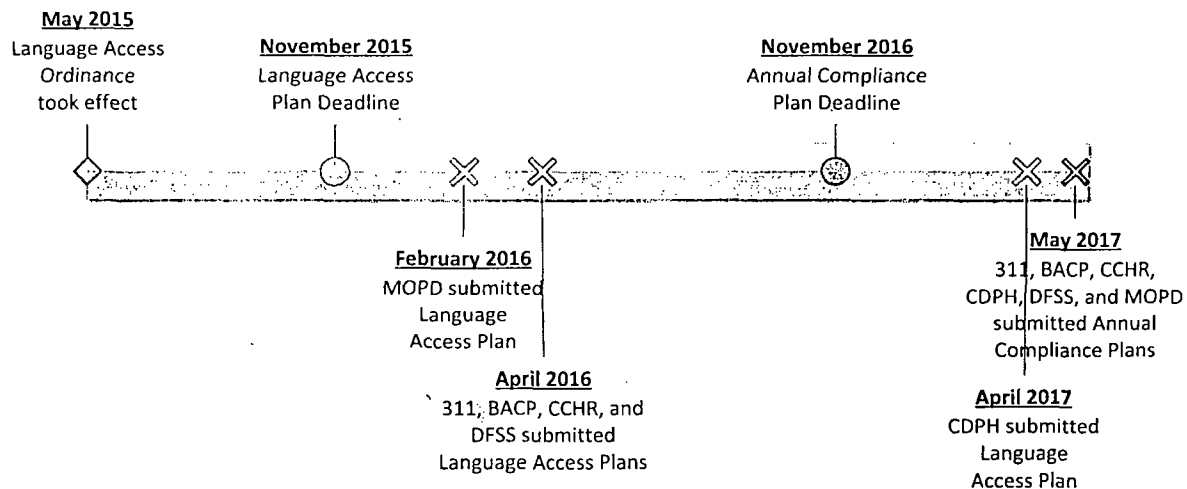 May 2015
Language Access
Ordinance
took effect
November 2015
Language Access
Plan Deadline
November 2016
Annual Compliance
Plan Deadline
February 2016
MOPD submitted
Language
Access Plan
April 2016
311, BACP, CCHR, and
DFSS submitted
Language Access Plans
May 2017
311, BACP, CCHR,
CDPH, DFSS, and MOPD
submitted Annual
Compliance Plans
April 2017
CDPH submitted
Language
Access Plan